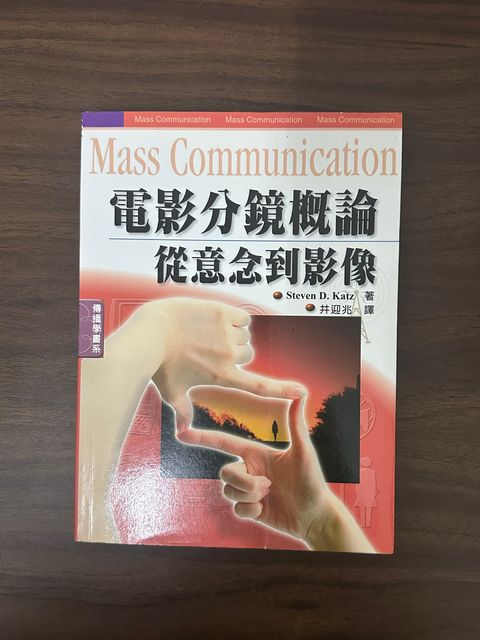 Mass Communication Mass Communication Mass Communication
Mass Communication
電影分鏡概論
從意念到影像
Steven D. Katz 著
井迎兆 譯
傳播學書系